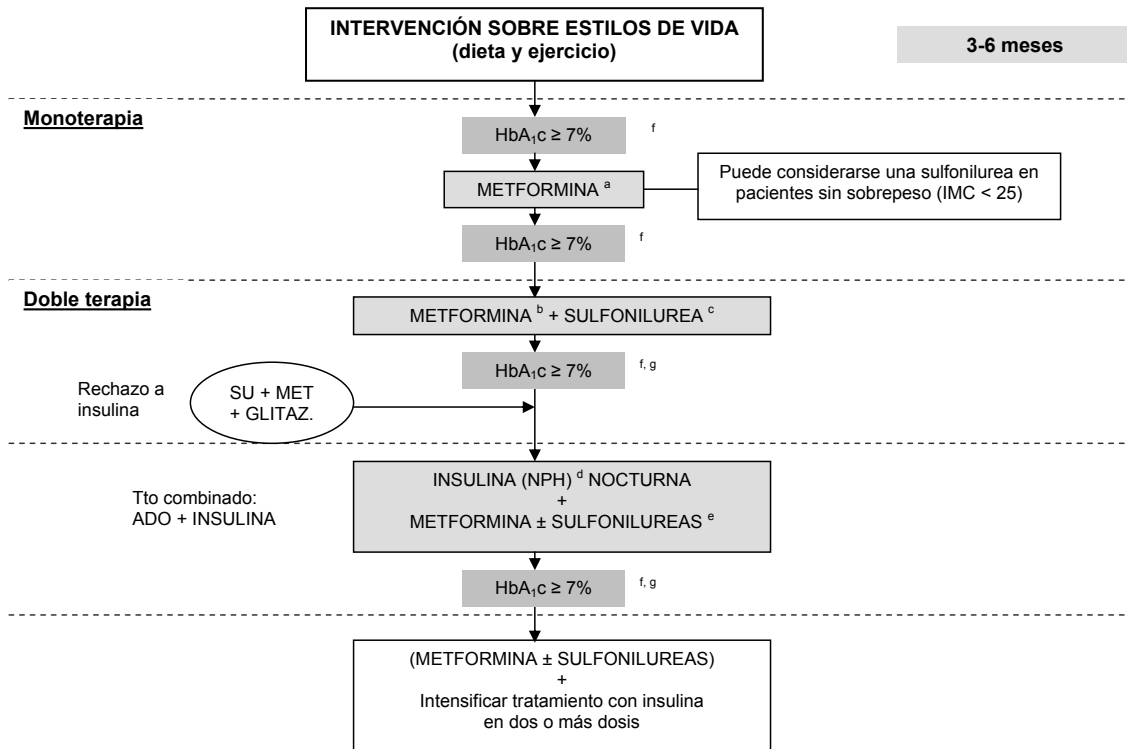 INTERVENCIÓN SOBRE ESTILOS DE VIDA
(dieta y ejercicio)
3-6 meses
Monoterapia
HbA₁c ≥ 7% f
METFORMINA a
Puede considerarse una sulfonilurea en
pacientes sin sobrepeso (IMC < 25)
HbA₁c ≥ 7% f
Doble terapia
METFORMINA b + SULFONILUREA c
HbA₁c ≥ 7% f, g
Rechazo a
insulina
SU + MET
+ GLITAZ.
Tto combinado:
ADO + INSULINA
INSULINA (NPH) d NOCTURNA
+
METFORMINA ± SULFONILUREAS e
HbA₁c ≥ 7% f, g
(METFORMINA ± SULFONILUREAS)
+
Intensificar tratamiento con insulina
en dos o más dosis